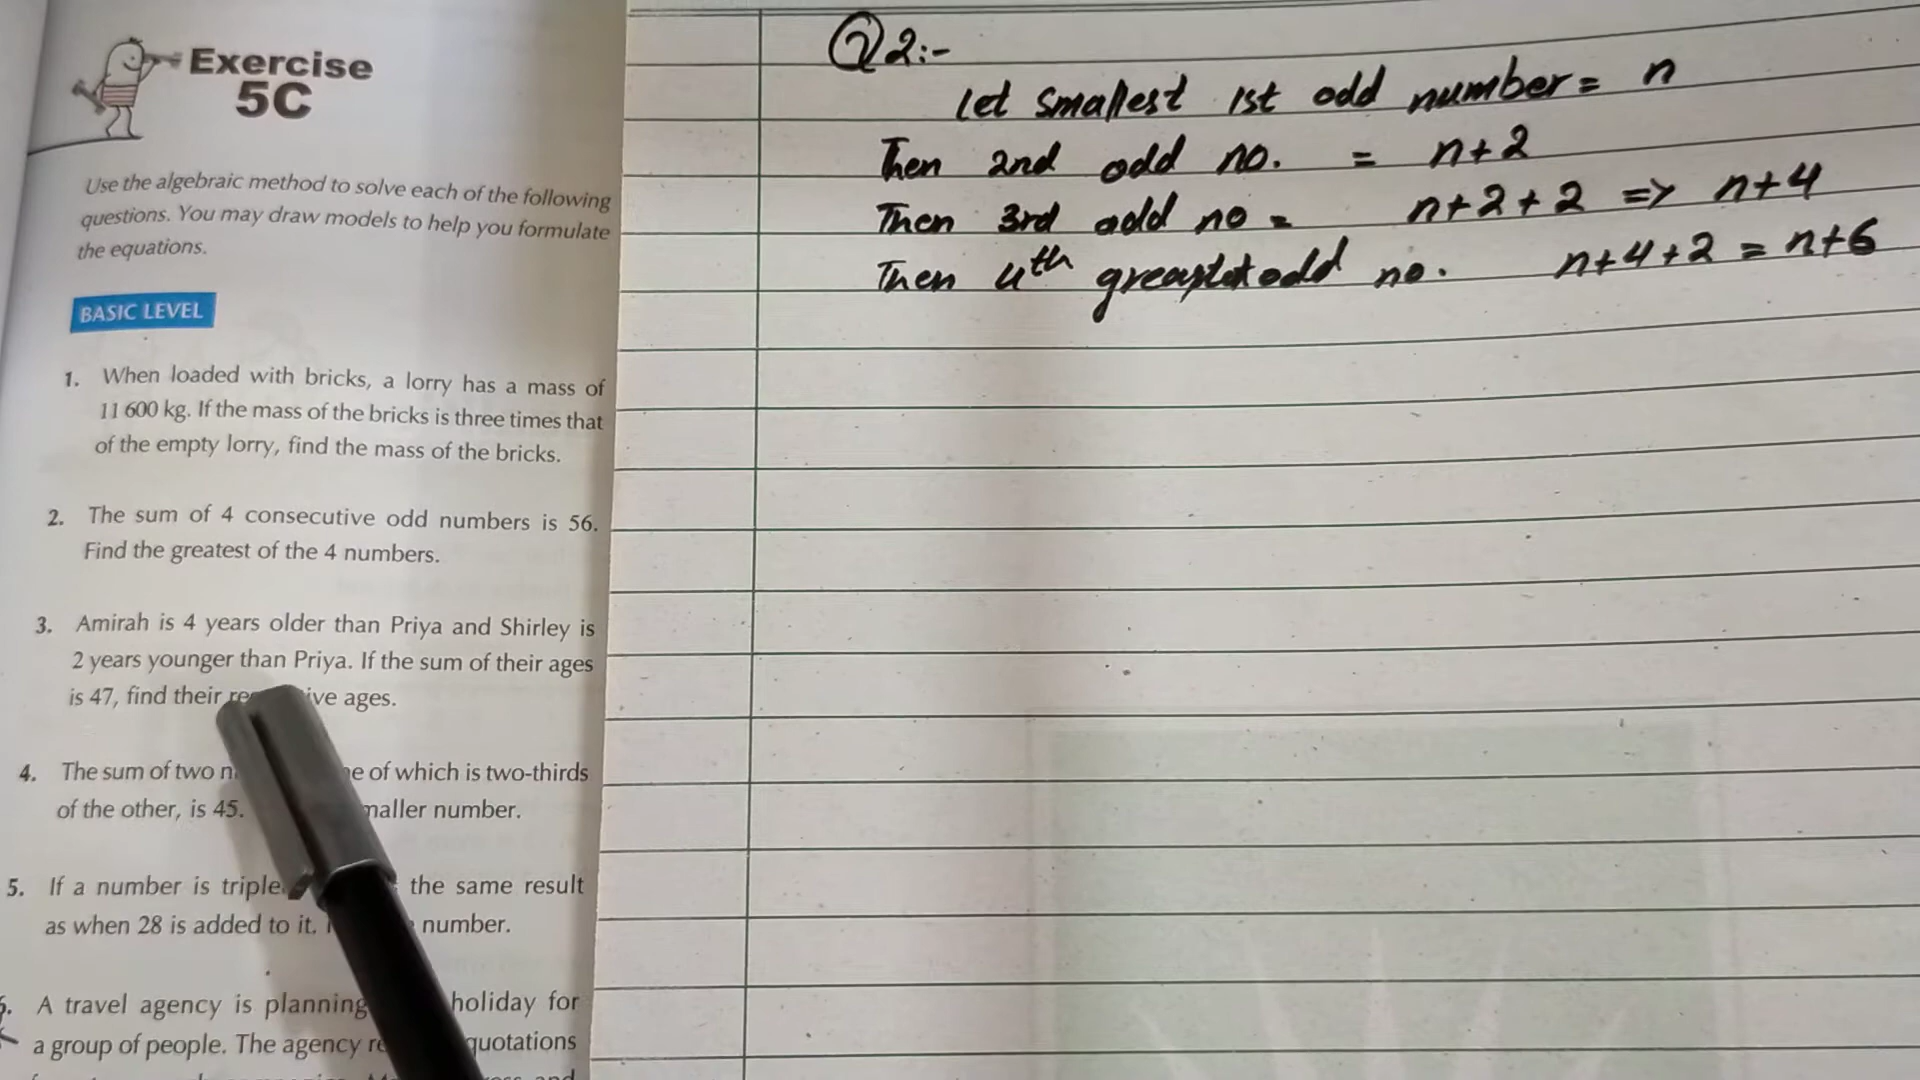 Exercise
5C
Use the algebraic method to solve each of the following
questions. You may draw models to help you formulate
the equations.
BASIC LEVEL
1. When loaded with bricks, a lorry has a mass of
11 600 kg. If the mass of the bricks is three times that
of the empty lorry, find the mass of the bricks.
2. The sum of 4 consecutive odd numbers is 56.
Find the greatest of the 4 numbers.
3. Amirah is 4 years older than Priya and Shirley is
2 years younger than Priya. If the sum of their ages
is 47, find their ages.
4. The sum of two of which is two-thirds
of the other, is 45. number.
5. If a number is the same result
as when 28 is added to it. number.
A travel agency is planning holiday for
a group of people. The agency quotations
Q2:-
Let smallest 1st odd number = n
Then 2nd odd no. = n+2
Then 3rd odd no = n+2+2 => n+4
Then 4th odd no. n+4+2 = n+6